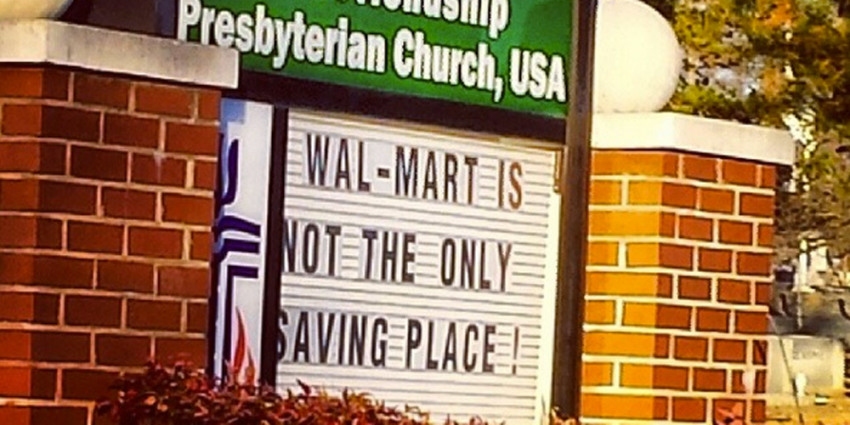 Presbyterian Church, USA
WAL-MART IS
NOT THE ONLY
SAVING PLACE!